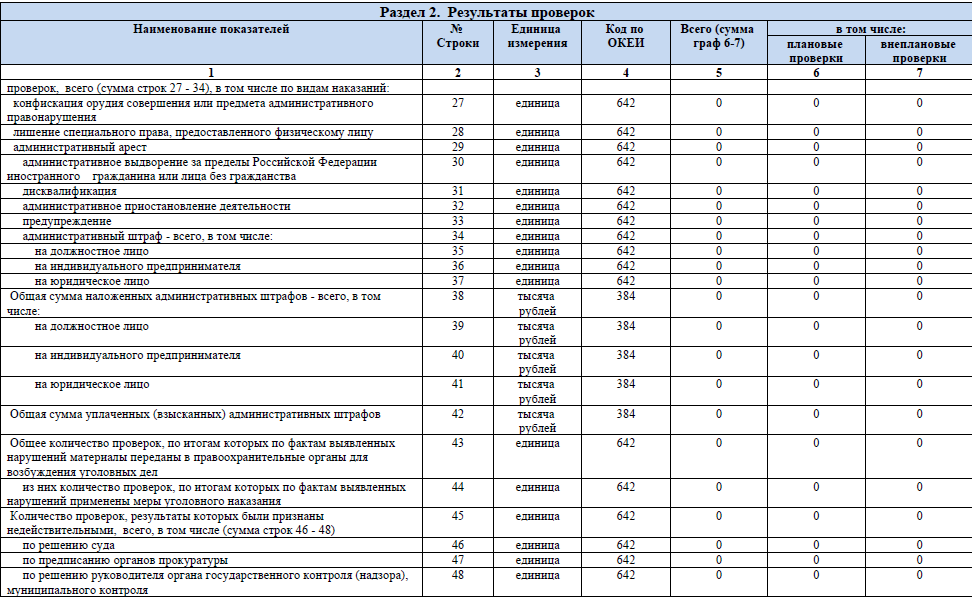 Раздел 2. Результаты проверок
Наименование показателей № Строки Единица измерения Код по ОКЕИ Всего (сумма граф 6-7) в том числе:
плановые проверки внеплановые проверки
1 2 3 4 5 6 7
проверок, всего (сумма строк 27 - 34), в том числе по видам наказаний:
конфискация орудия совершения или предмета административного 27 единица 642 0 0 0
правонарушения
лишение специального права, предоставленного физическому лицу 28 единица 642 0 0 0
административный арест 29 единица 642 0 0 0
административное выдворение за пределы Российской Федерации 30 единица 642 0 0 0
иностранного гражданина или лица без гражданства
дисквалификация 31 единица 642 0 0 0
административное приостановление деятельности 32 единица 642 0 0 0
предупреждение 33 единица 642 0 0 0
административный штраф - всего, в том числе: 34 единица 642 0 0 0
на должностное лицо 35 единица 642 0 0 0
на индивидуального предпринимателя 36 единица 642 0 0 0
на юридическое лицо 37 единица 642 0 0 0
Общая сумма наложенных административных штрафов - всего, в том 38 тысяча 384 0 0 0
числе: рублей
на должностное лицо 39 тысяча 384 0 0 0
рублей
на индивидуального предпринимателя 40 тысяча 384 0 0 0
рублей
на юридическое лицо 41 тысяча 384 0 0 0
рублей
Общая сумма уплаченных (взысканных) административных штрафов 42 тысяча 384 0 0 0
рублей
Общее количество проверок, по итогам которых по фактам выявленных 43 единица 642 0 0 0
нарушений материалы переданы в правоохранительные органы для
возбуждения уголовных дел
из них количество проверок, по итогам которых по фактам выявленных 44 единица 642 0 0 0
нарушений применены меры уголовного наказания
Количество проверок, результаты которых были признаны 45 единица 642 0 0 0
недействительными, всего, в том числе (сумма строк 46 - 48)
по решению суда 46 единица 642 0 0 0
по предписанию органов прокуратуры 47 единица 642 0 0 0
по решению руководителя органа государственного контроля (надзора), 48 единица 642 0 0 0
муниципального контроля